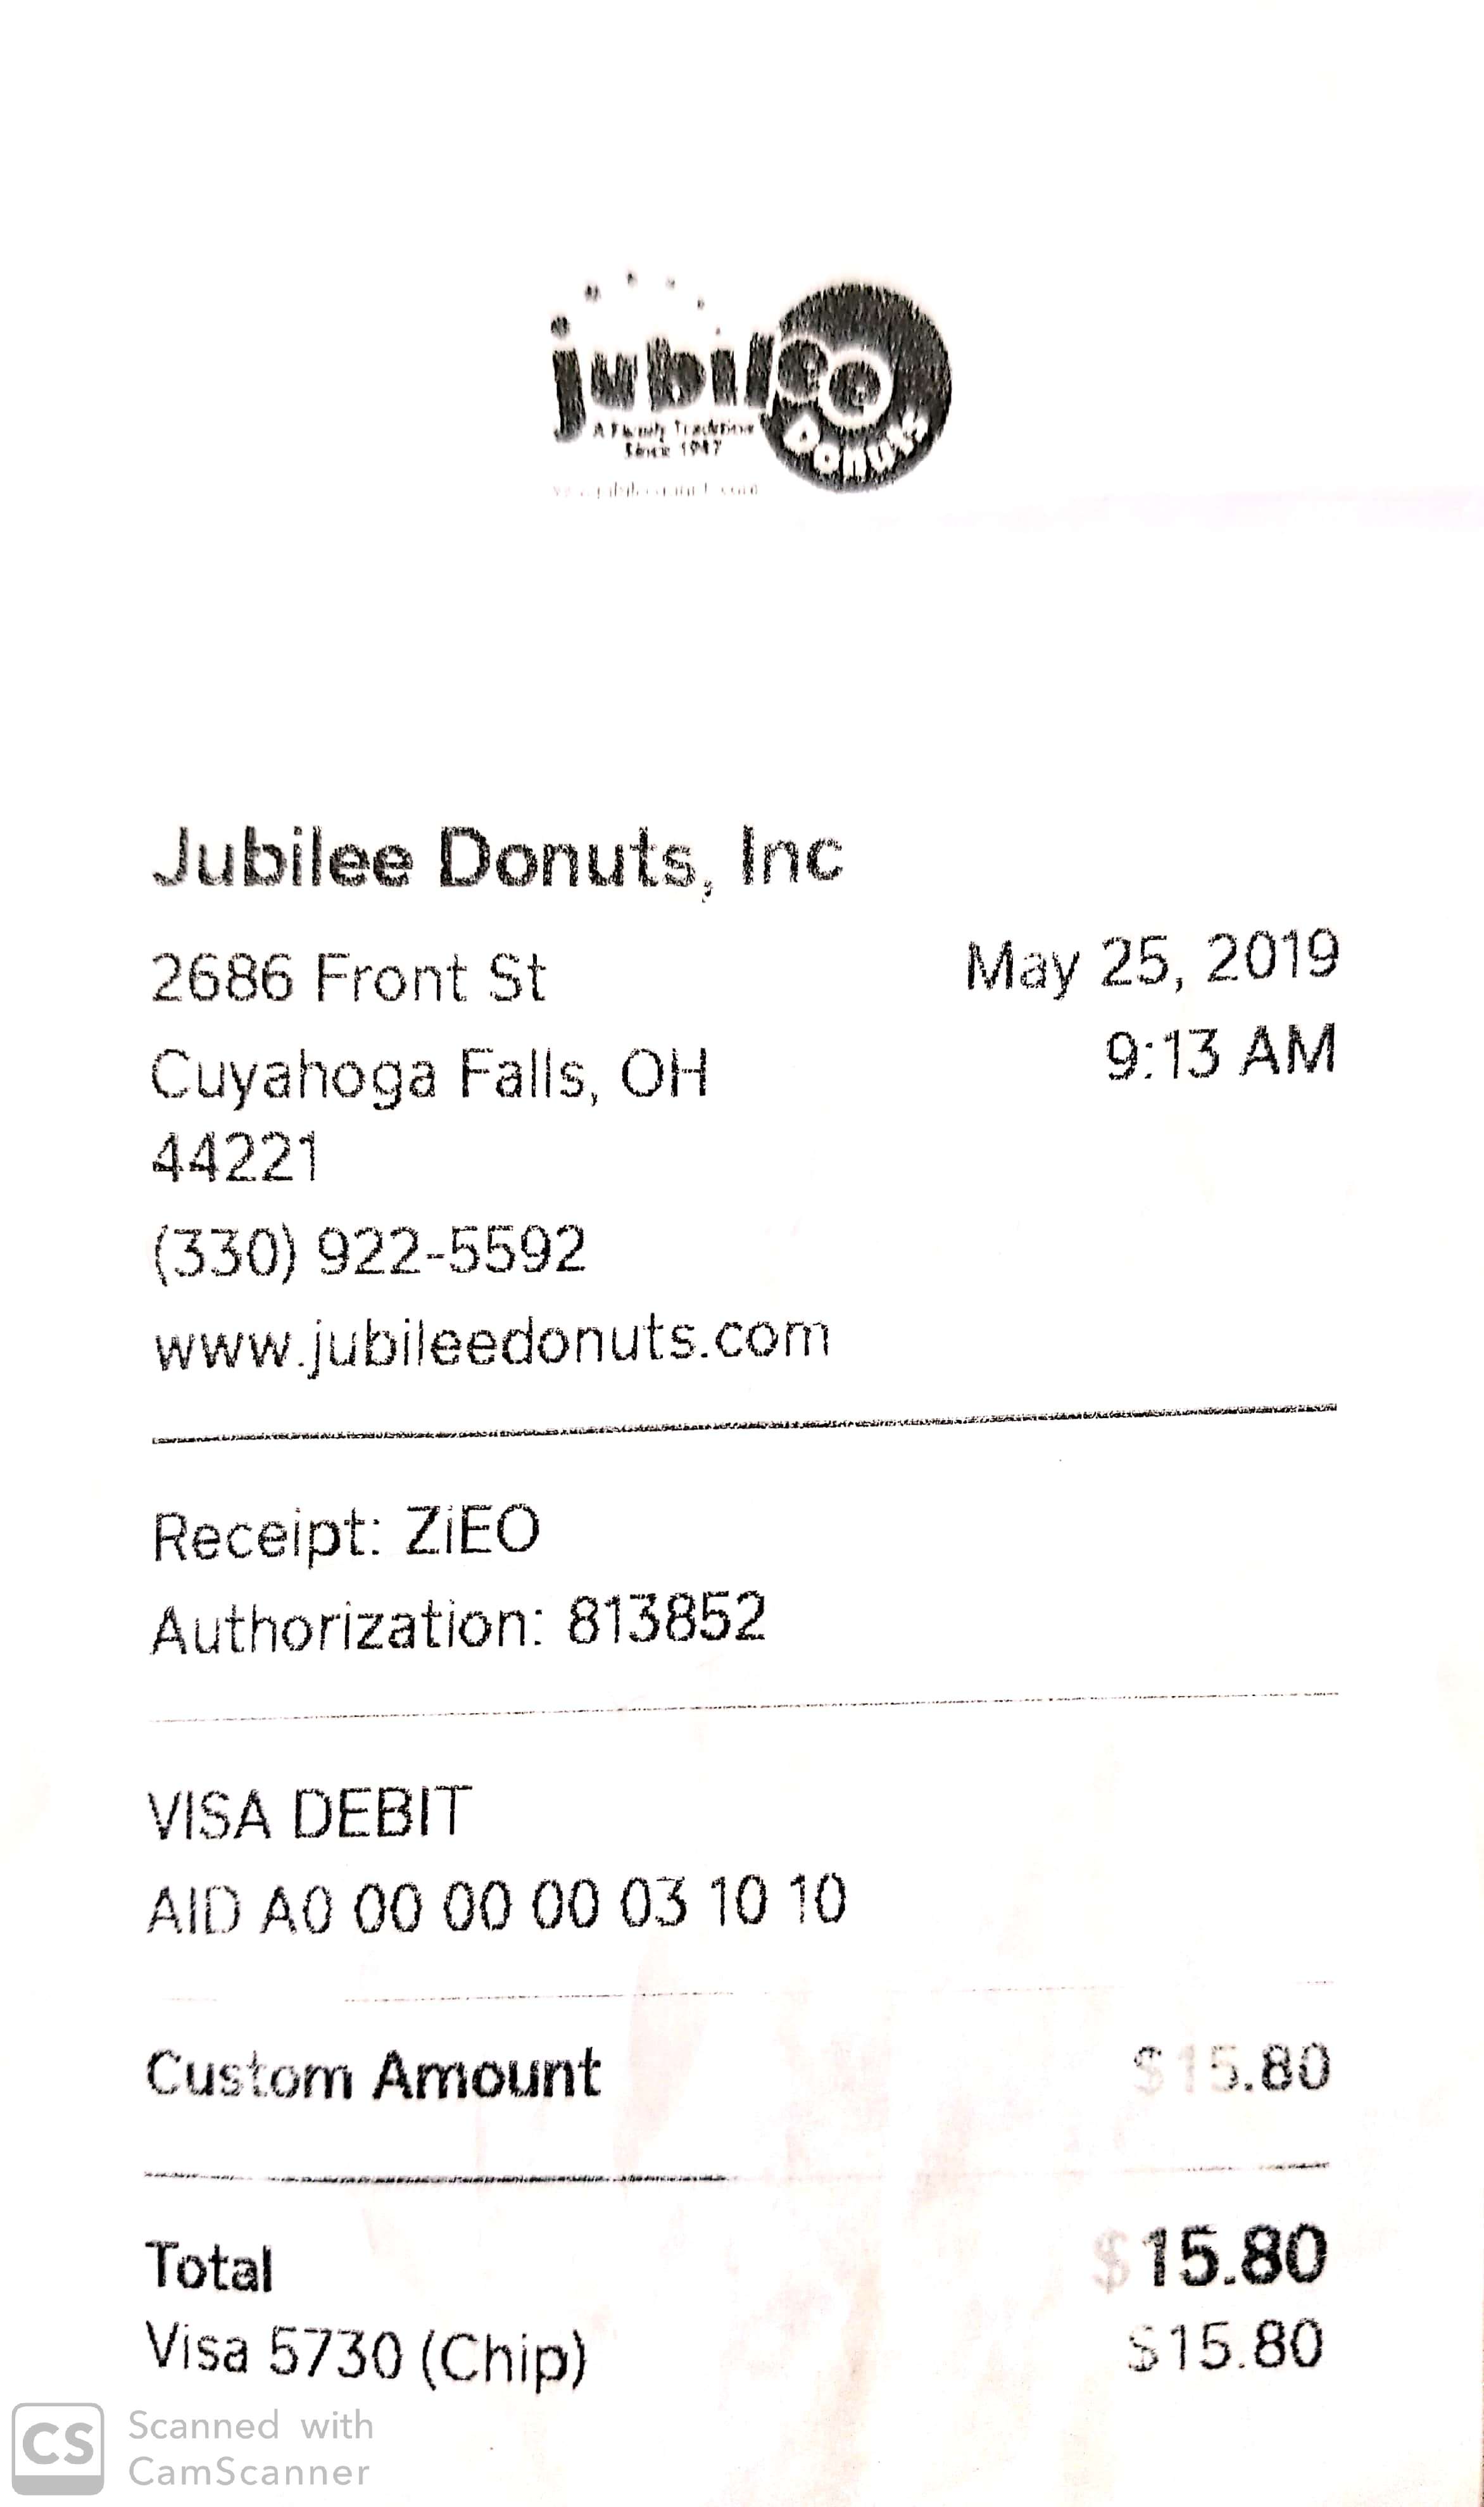 jubilee
A Family Tradition
Since 1947
Donuts
Jubilee Donuts, Inc
2686 Front St
May 25, 2019
Cuyahoga Falls, OH
9:13 AM
44221
(330) 922-5592
www.jubileedonuts.com
Receipt: ZiEO
Authorization: 813852
VISA DEBIT
AID A0 00 00 00 03 10 10
Custom Amount $15.80
Total $15.80
Visa 5730 (Chip) $15.80
CS
Scanned with
CamScanner